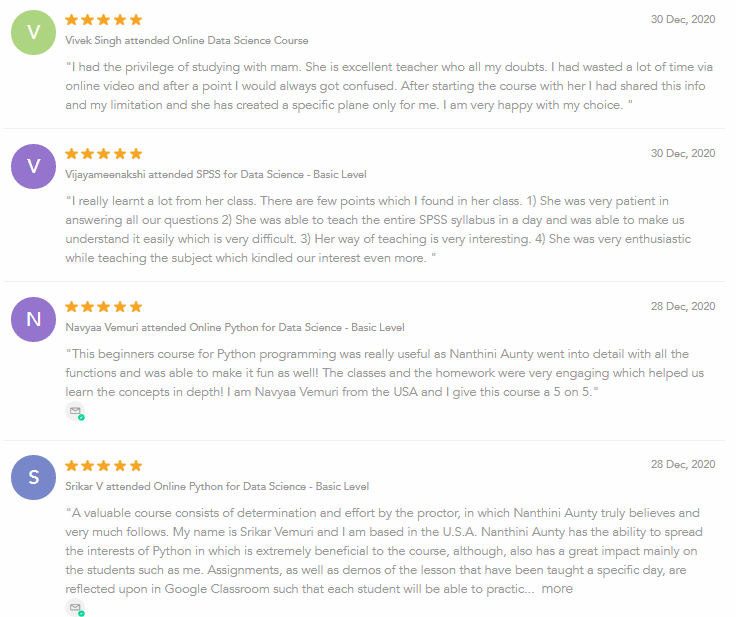 V
30 Dec, 2020
Vivek Singh attended Online Data Science Course
"I had the privilege of studying with mam. She is excellent teacher who all my doubts. I had wasted a lot of time via
online video and after a point I would always got confused. After starting the course with her I had shared this info
and my limitation and she has created a specific plane only for me. I am very happy with my choice. "
V
30 Dec, 2020
Vijayameenakshi attended SPSS for Data Science - Basic Level
"I really learnt a lot from her class. There are few points which I found in her class. 1) She was very patient in
answering all our questions 2) She was able to teach the entire SPSS syllabus in a day and was able to make us
understand it easily which is very difficult. 3) Her way of teaching is very interesting. 4) She was very enthusiastic
while teaching the subject which kindled our interest even more. "
N
28 Dec, 2020
Navyaa Vemuri attended Online Python for Data Science - Basic Level
"This beginners course for Python programming was really useful as Nanthini Aunty went into detail with all the
functions and was able to make it fun as well! The classes and the homework were very engaging which helped us
learn the concepts in depth! I am Navyaa Vemuri from the USA and I give this course a 5 on 5."
S
28 Dec, 2020
Srikar V attended Online Python for Data Science - Basic Level
"A valuable course consists of determination and effort by the proctor, in which Nanthini Aunty truly believes and
very much follows. My name is Srikar Vemuri and I am based in the U.S.A. Nanthini Aunty has the ability to spread
the interests of Python in which is extremely beneficial to the course, although, also has a great impact mainly on
the students such as me. Assignments, as well as demos of the lesson that have been taught a specific day, are
reflected upon in Google Classroom such that each student will be able to practic... more